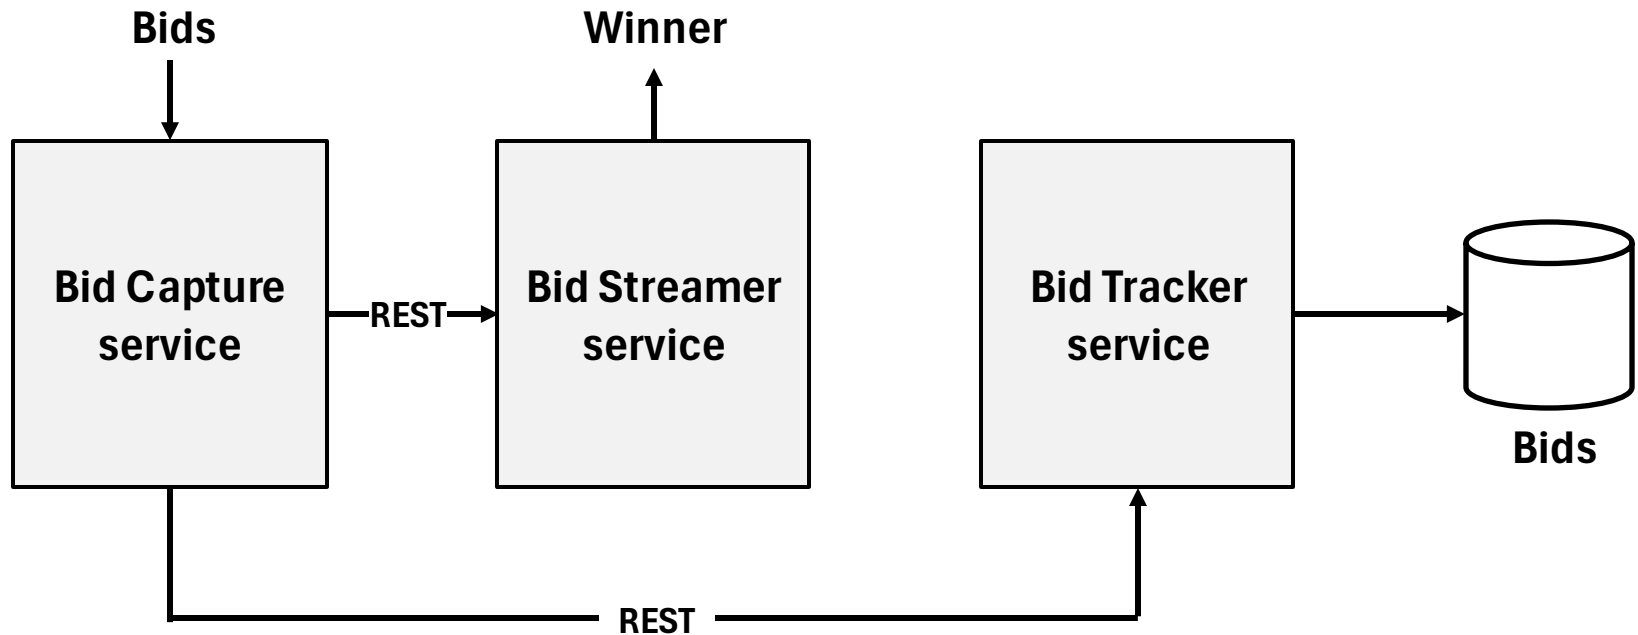 Bids
Winner
Bid Capture
service
REST
Bid Streamer
service
Bid Tracker
service
Bids
REST